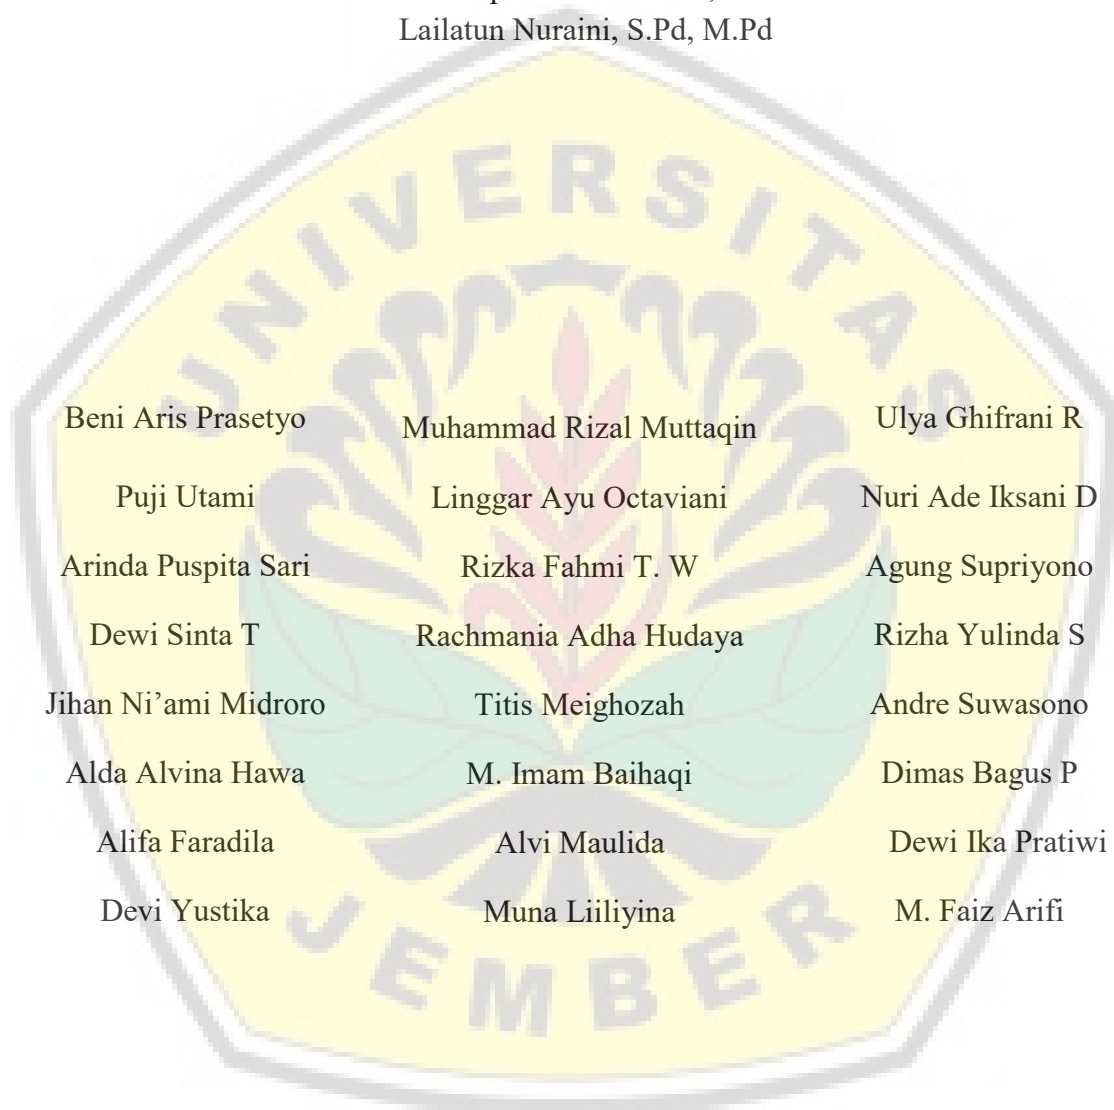 Lailatun Nuraini, S.Pd, M.Pd
UNIVERSITAS
Beni Aris Prasetyo Muhammad Rizal Muttaqin Ulya Ghifrani R
Puji Utami Linggar Ayu Octaviani Nuri Ade Iksani D
Arinda Puspita Sari Rizka Fahmi T. W Agung Supriyono
Dewi Sinta T Rachmania Adha Hudaya Rizha Yulinda S
Jihan Ni’ami Midroro Titis Meighozah Andre Suwasono
Alda Alvina Hawa M. Imam Baihaqi Dimas Bagus P
Alifa Faradila Alvi Maulida Dewi Ika Pratiwi
Devi Yustika Muna Liiliyina M. Faiz Arifi
JEMBER